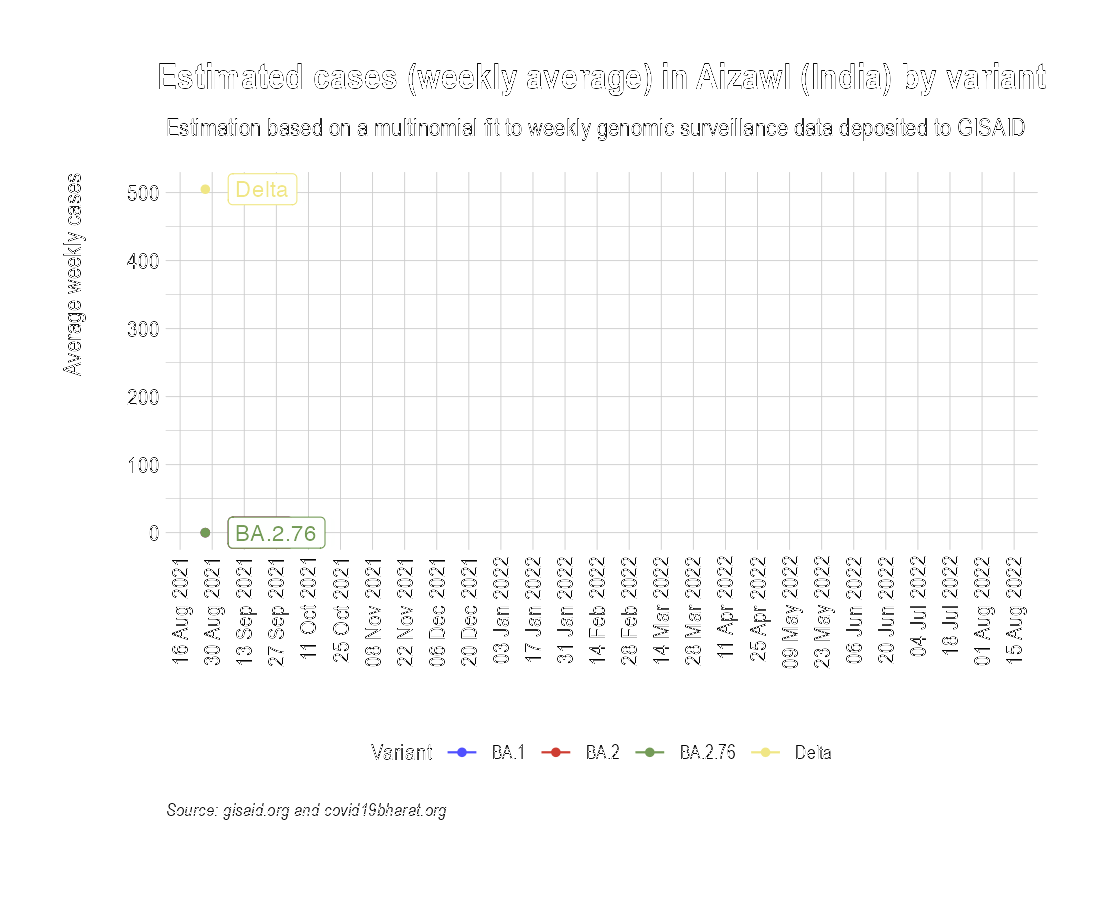 Estimated cases (weekly average) in Aizawl (India) by variant
Estimation based on a multinomial fit to weekly genomic surveillance data deposited to GISAID
Average weekly cases
500
400
300
200
100
0
Delta
BA.2.76
16 Aug 2021
30 Aug 2021
13 Sep 2021
27 Sep 2021
11 Oct 2021
25 Oct 2021
08 Nov 2021
22 Nov 2021
06 Dec 2021
20 Dec 2021
03 Jan 2022
17 Jan 2022
31 Jan 2022
14 Feb 2022
28 Feb 2022
14 Mar 2022
28 Mar 2022
11 Apr 2022
25 Apr 2022
09 May 2022
23 May 2022
06 Jun 2022
20 Jun 2022
04 Jul 2022
18 Jul 2022
01 Aug 2022
15 Aug 2022
Variant BA.1 BA.2 BA.2.76 Delta
Source: gisaid.org and covid19bharat.org